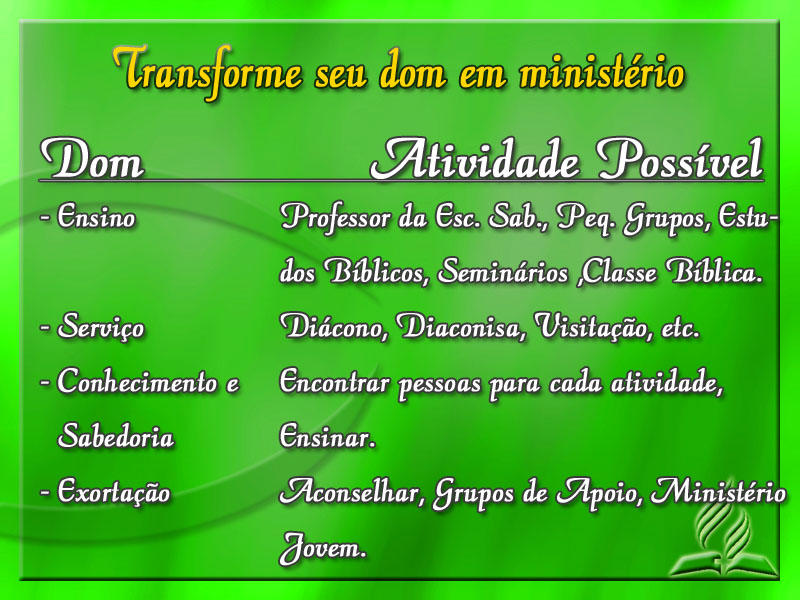 Transforme seu dom em ministério
Dom Atividade Possível
- Ensino Professor da Esc. Sab., Peq. Grupos, Estu-
dos Bíblicos, Seminários ,Classe Bíblica.
- Serviço Diácono, Diaconisa, Visitação, etc.
- Conhecimento e Encontrar pessoas para cada atividade,
Sabedoria Ensinar.
- Exortação Aconselhar, Grupos de Apoio, Ministério
Jovem.